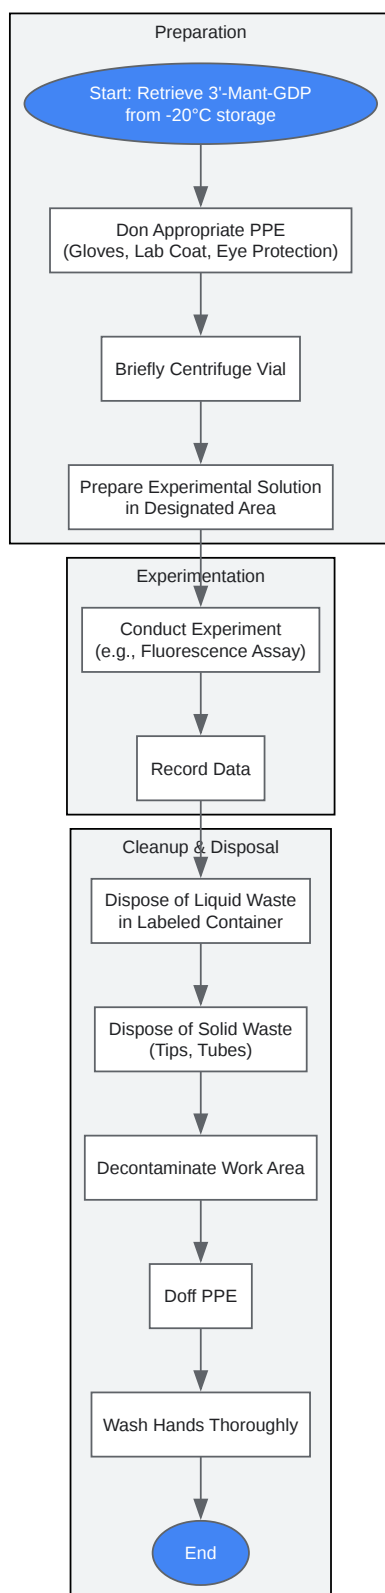 Preparation
Start: Retrieve 3'-Mant-GDP
from -20°C storage
Don Appropriate PPE
(Gloves, Lab Coat, Eye Protection)
Briefly Centrifuge Vial
Prepare Experimental Solution
in Designated Area
Experimentation
Conduct Experiment
(e.g., Fluorescence Assay)
Record Data
Cleanup & Disposal
Dispose of Liquid Waste
in Labeled Container
Dispose of Solid Waste
(Tips, Tubes)
Decontaminate Work Area
Doff PPE
Wash Hands Thoroughly
End